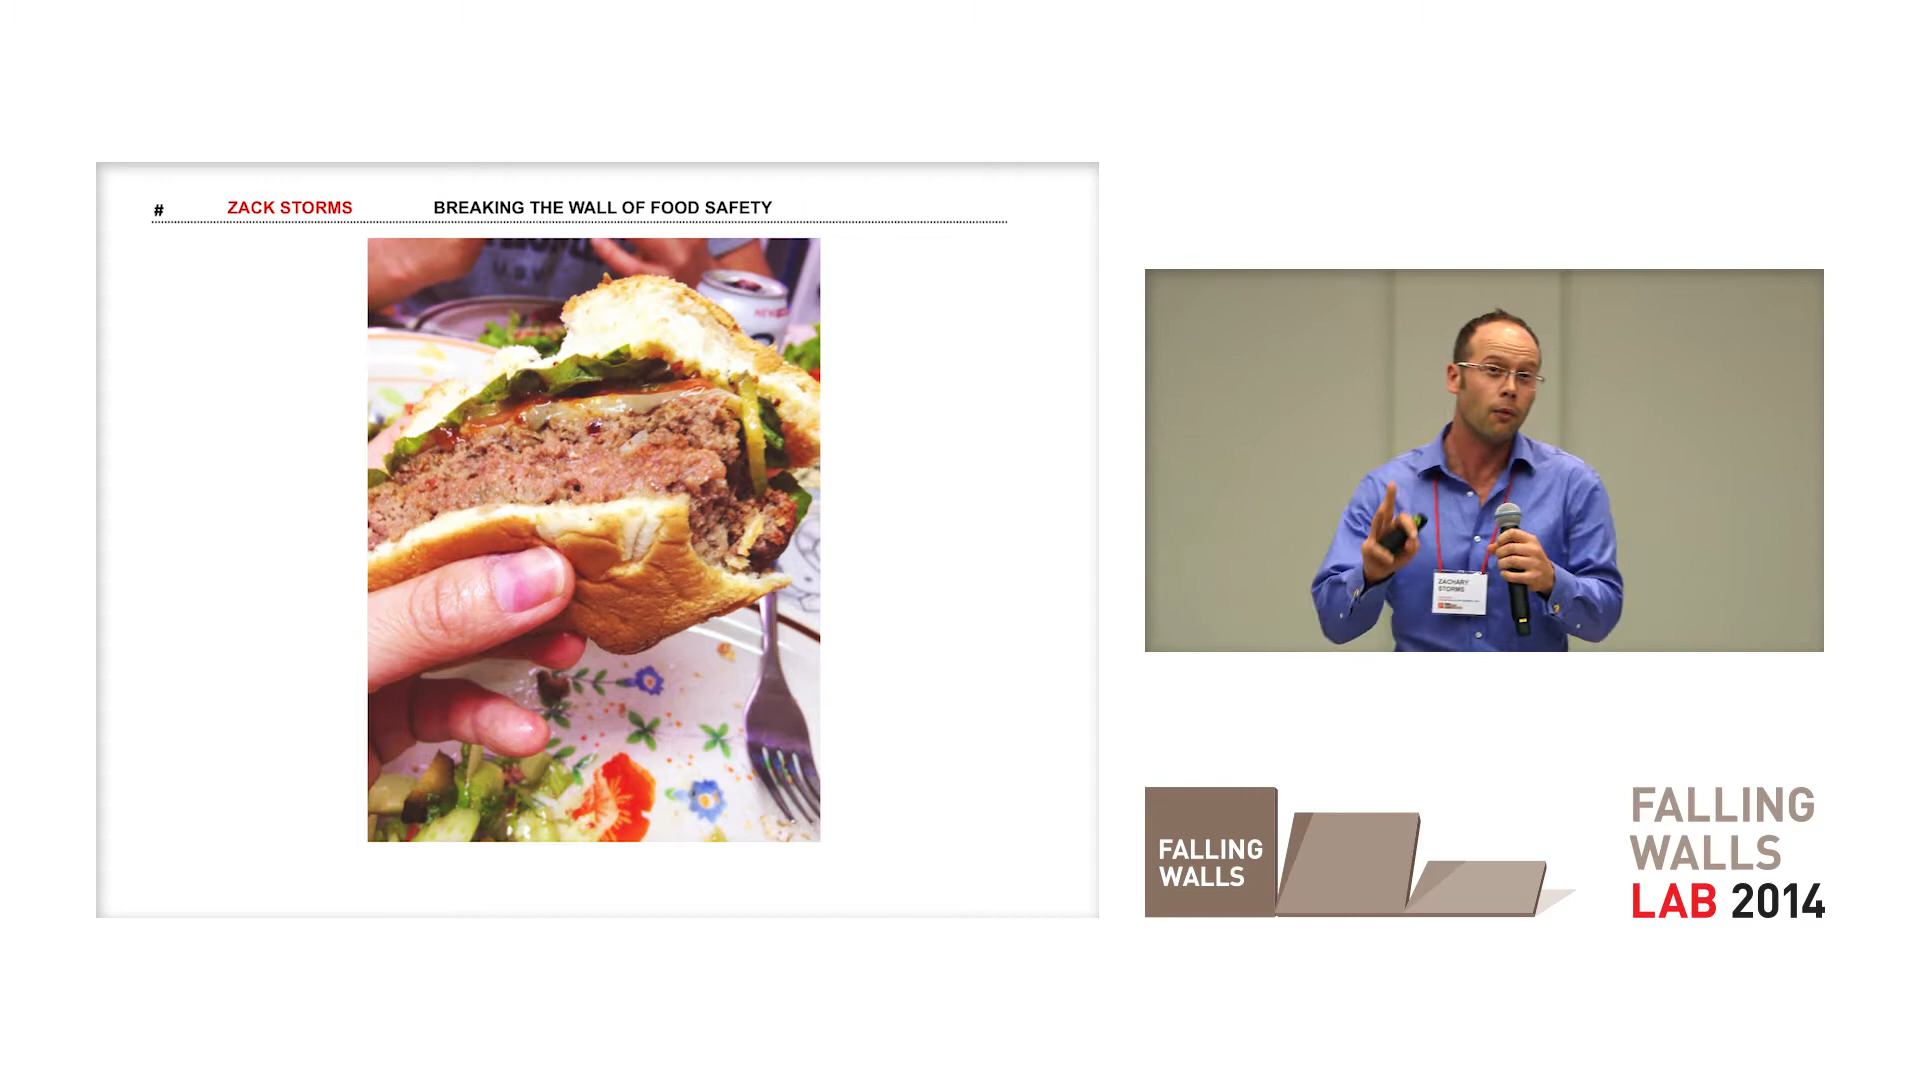 # ZACK STORMS BREAKING THE WALL OF FOOD SAFETY
ZACHARY
STORMS
FALLING
WALLS
FALLING
WALLS
LAB 2014